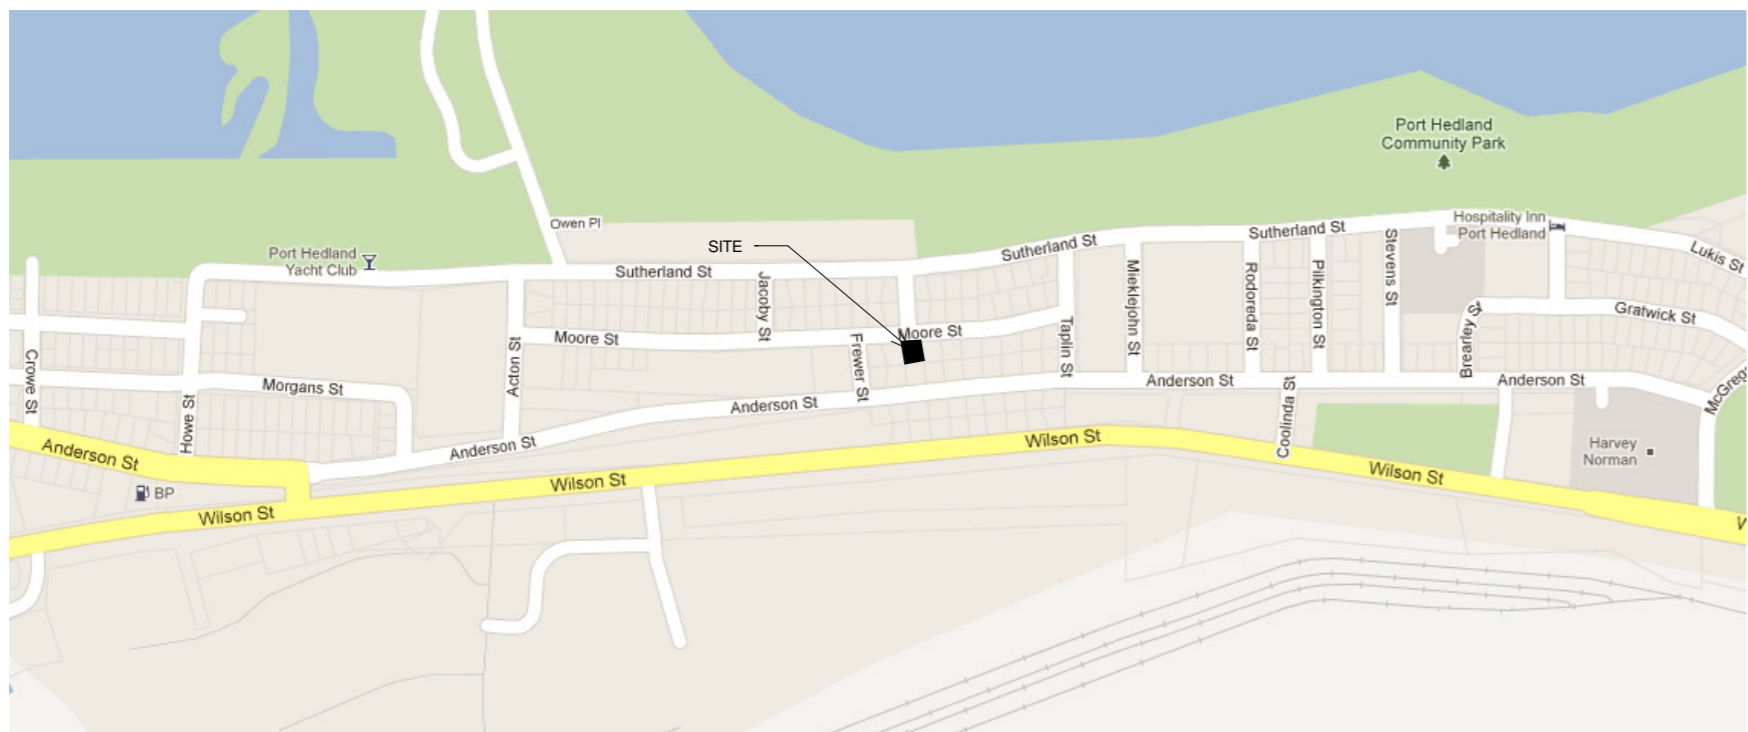 Port Hedland
Community Park
Owen Pl
Hospitality Inn
Port Hedland
SITE
Port Hedland
Yacht Club
Sutherland St
Sutherland St
Sutherland St
Lukis St
Jacoby St
Moore St
Moore St
Frewer St
Taplin St
Mieklejohn St
Rodoreda St
Pilkington St
Stevens St
Brearley St
Gratwick St
Crowe St
Howe St
Morgans St
Acton St
Anderson St
Anderson St
Anderson St
Anderson St
Anderson St
Coolinda St
Harvey
Norman
BP
Wilson St
Wilson St
Wilson St
Wilson St